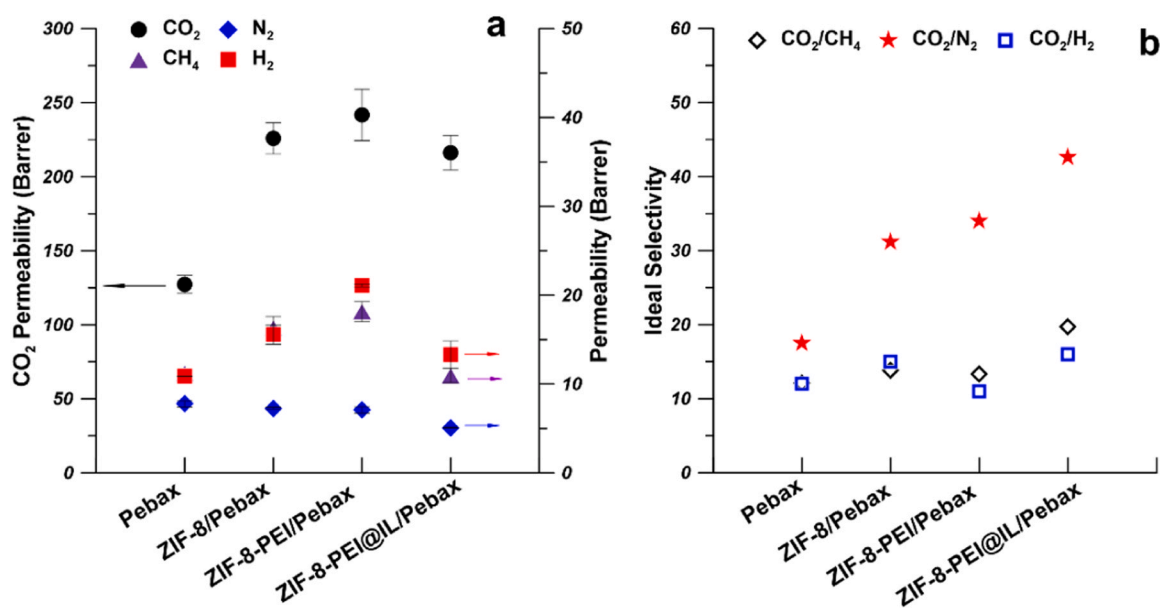 a
CO₂ N₂
CH₄ H₂
CO₂ Permeability (Barrer)
300
250
200
150
100
50
0
50
40
30
20
10
0
Permeability (Barrer)
Pebax
ZIF-8/Pebax
ZIF-8-PEI/Pebax
ZIF-8-PEI@IL/Pebax
b
CO₂/CH₄ CO₂/N₂ CO₂/H₂
Ideal Selectivity
60
50
40
30
20
10
0
Pebax
ZIF-8/Pebax
ZIF-8-PEI/Pebax
ZIF-8-PEI@IL/Pebax